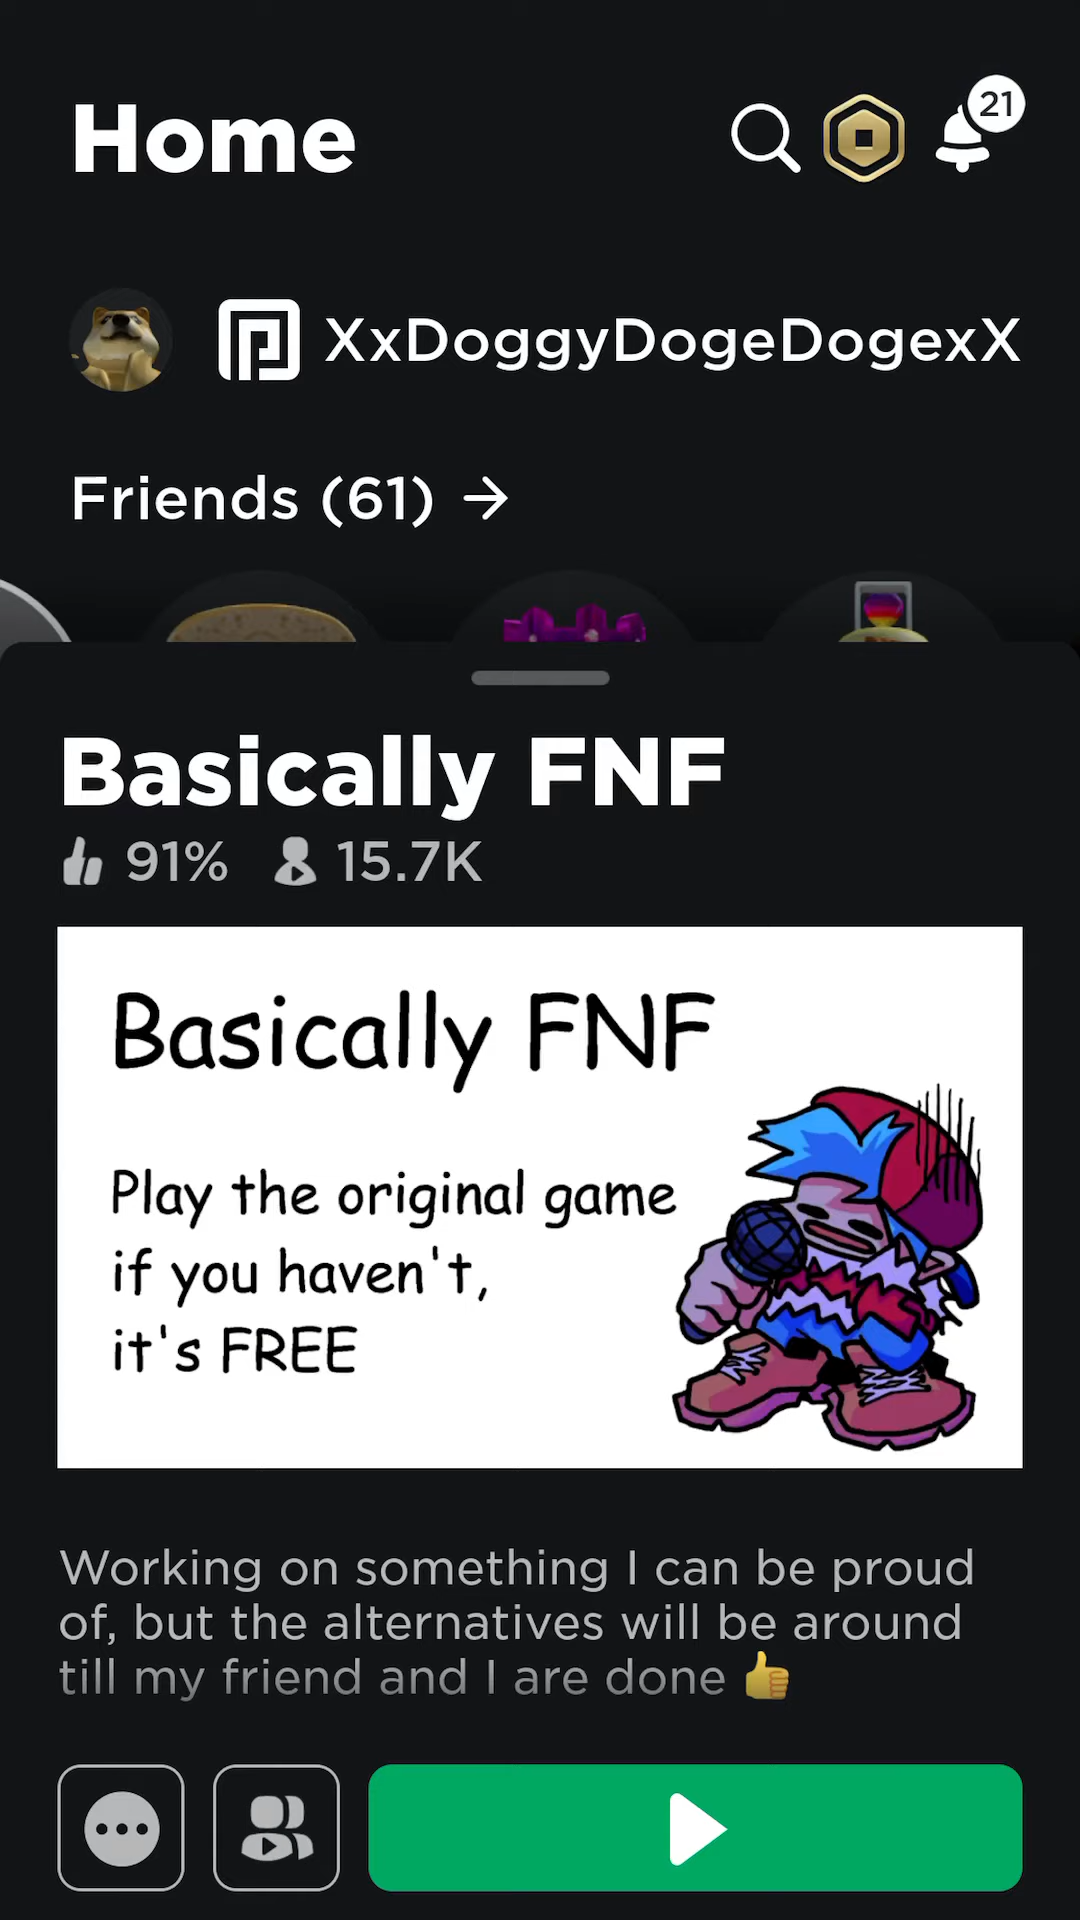 Home
21
XxDoggyDogeDogexX
Friends (61) →
Basically FNF
91% 15.7K
Basically FNF
Play the original game
if you haven't,
it's FREE
Working on something I can be proud
of, but the alternatives will be around
till my friend and I are done 👍